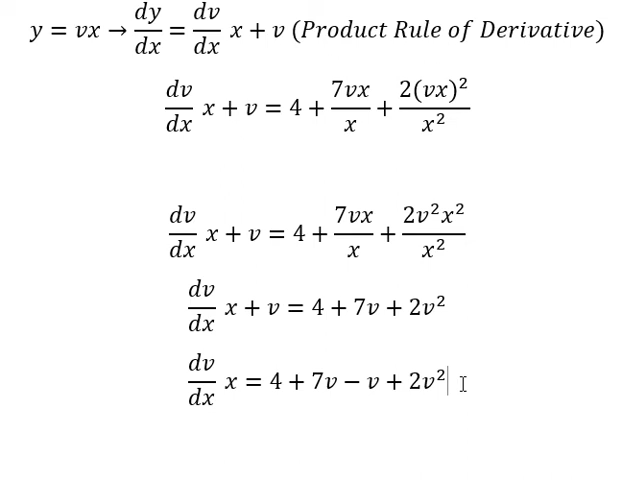 y = vx → dy/dx = dv/dx x + v (Product Rule of Derivative)
dv/dx x + v = 4 + 7vx/x + 2(vx)²/x²
dv/dx x + v = 4 + 7vx/x + 2v²x²/x²
dv/dx x + v = 4 + 7v + 2v²
dv/dx x = 4 + 7v − v + 2v²